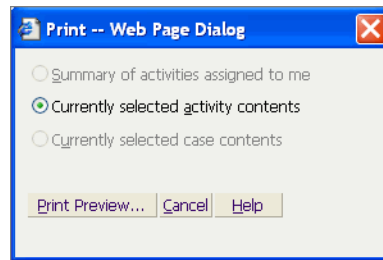 Print -- Web Page Dialog
Summary of activities assigned to me
Currently selected activity contents
Currently selected case contents
Print Preview... Cancel Help